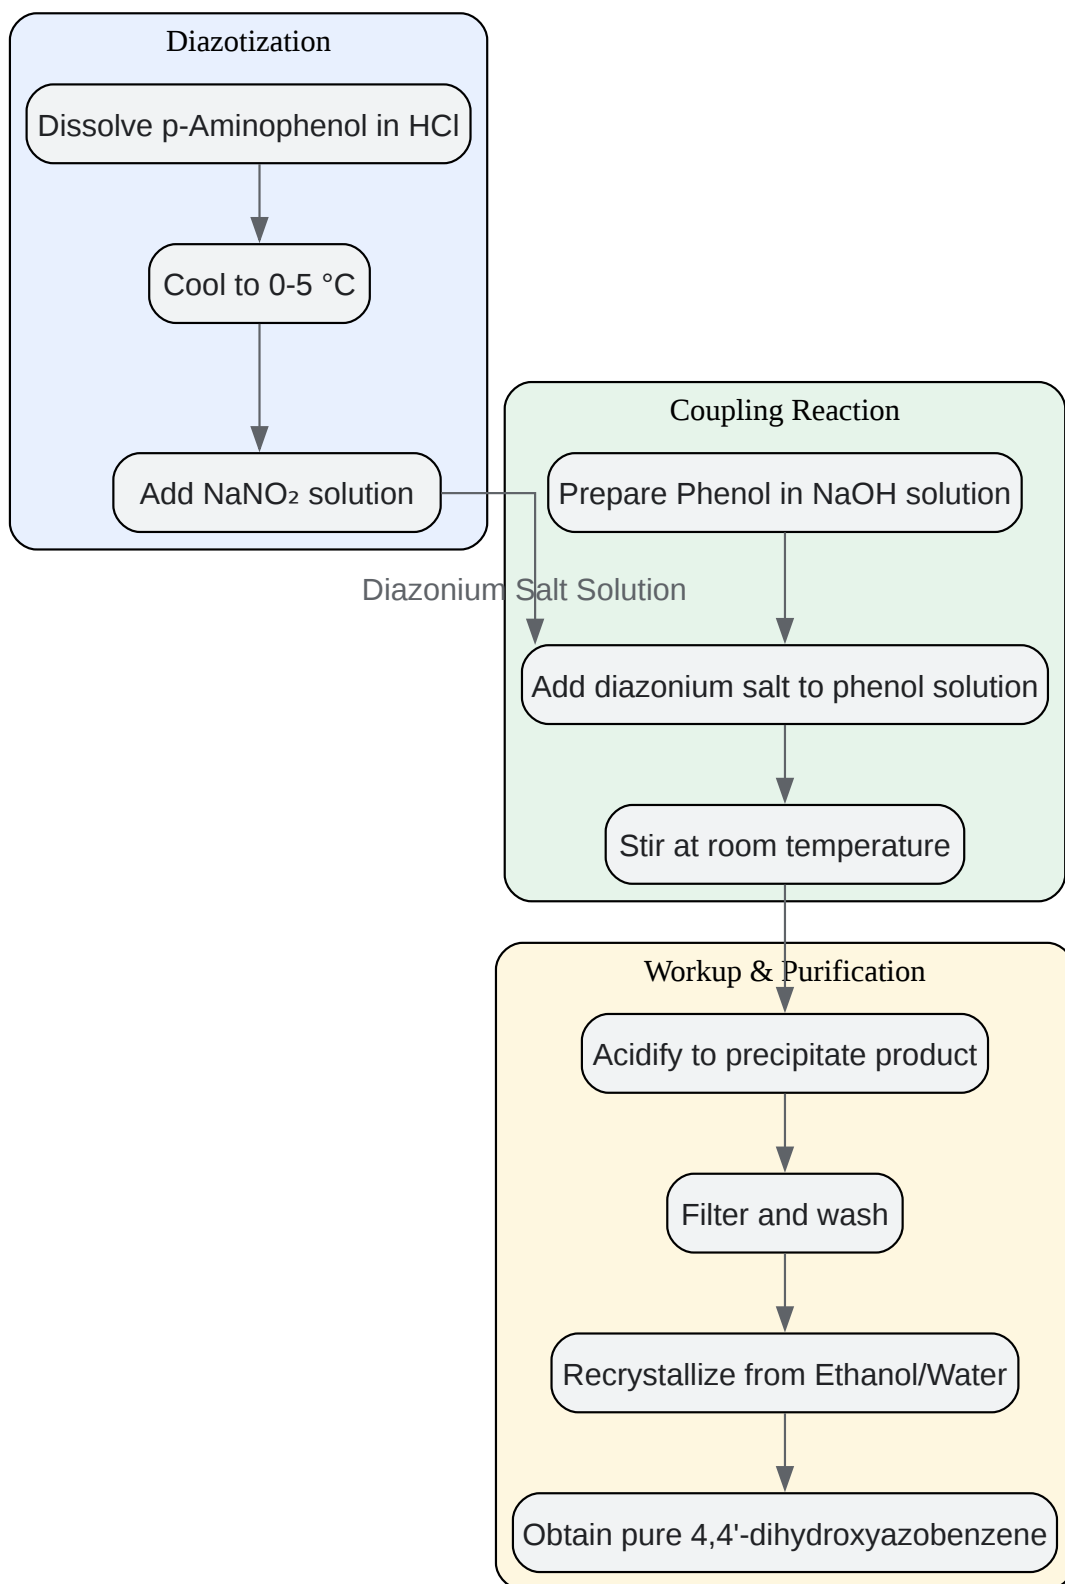 Diazotization
Dissolve p-Aminophenol in HCl
Cool to 0-5 °C
Add NaNO₂ solution
Diazonium Salt Solution
Coupling Reaction
Prepare Phenol in NaOH solution
Add diazonium salt to phenol solution
Stir at room temperature
Workup & Purification
Acidify to precipitate product
Filter and wash
Recrystallize from Ethanol/Water
Obtain pure 4,4'-dihydroxyazobenzene